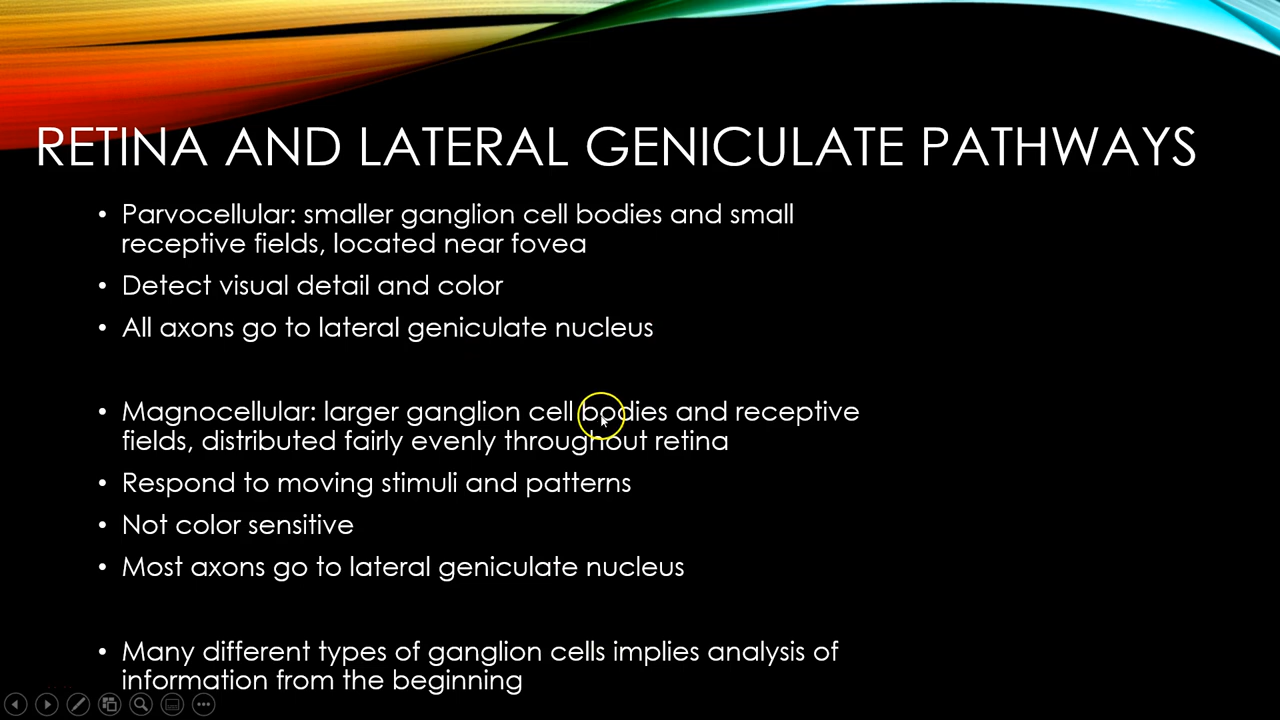 RETINA AND LATERAL GENICULATE PATHWAYS
• Parvocellular: smaller ganglion cell bodies and small
receptive fields, located near fovea
• Detect visual detail and color
• All axons go to lateral geniculate nucleus
• Magnocellular: larger ganglion cell bodies and receptive
fields, distributed fairly evenly throughout retina
• Respond to moving stimuli and patterns
• Not color sensitive
• Most axons go to lateral geniculate nucleus
• Many different types of ganglion cells implies analysis of
information from the beginning